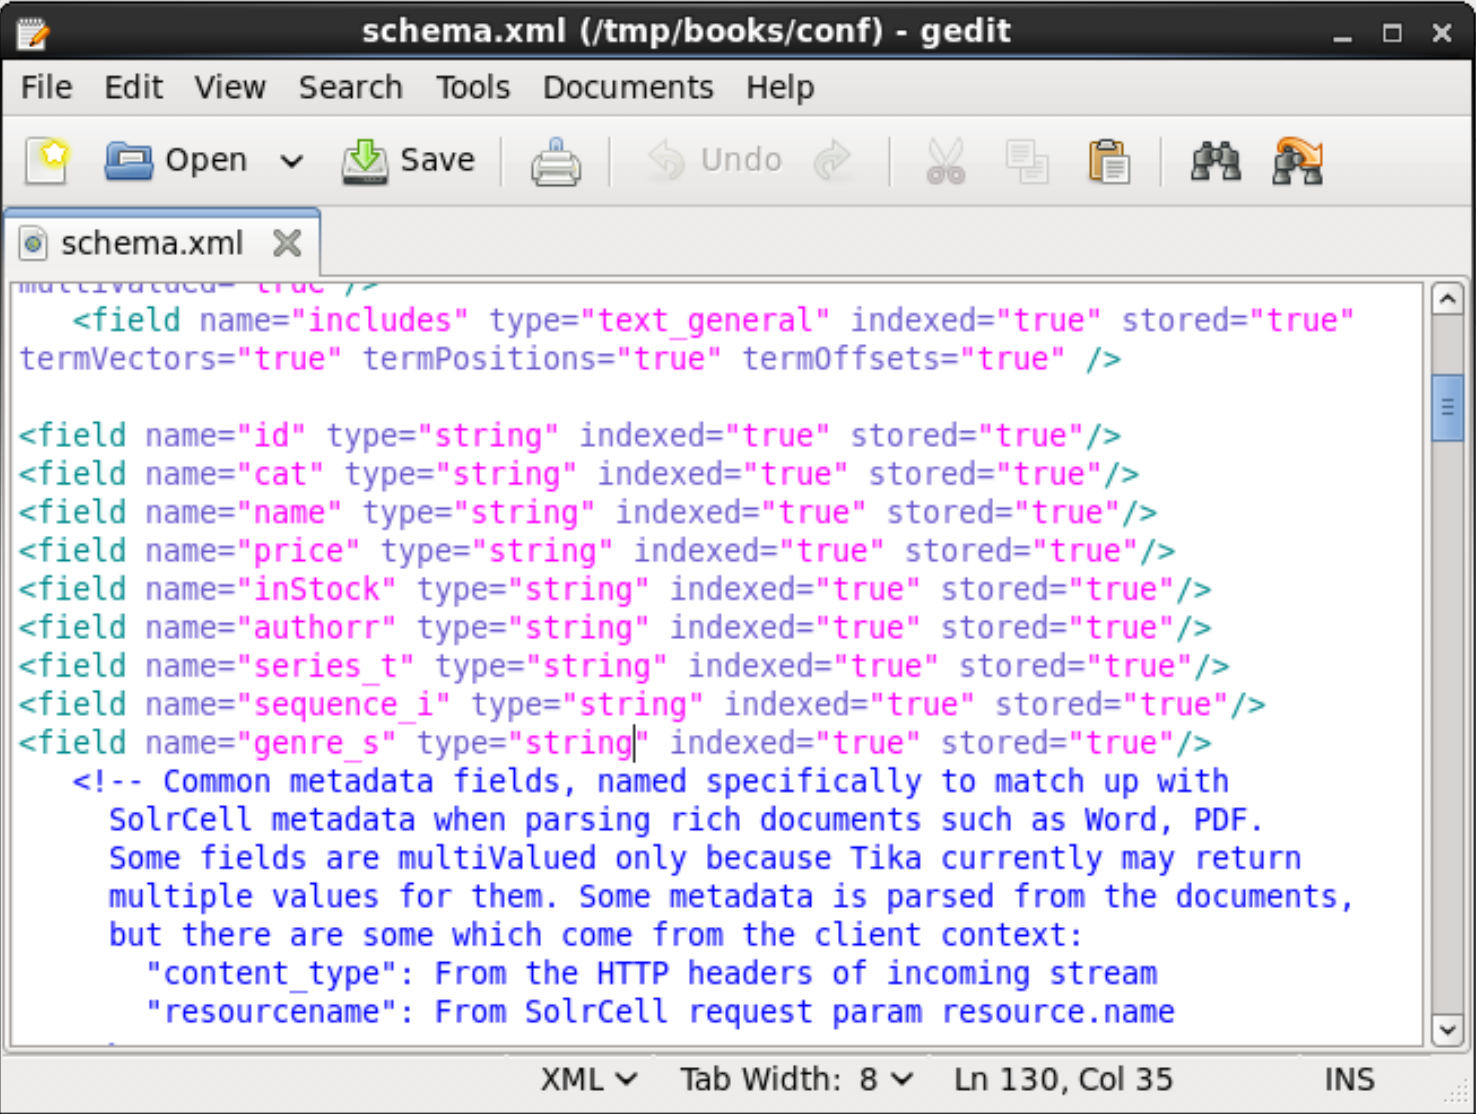 schema.xml (/tmp/books/conf) - gedit
File Edit View Search Tools Documents Help
Open Save Undo
schema.xml
multiValued="true"/>
<field name="includes" type="text_general" indexed="true" stored="true"
termVectors="true" termPositions="true" termOffsets="true" />
<field name="id" type="string" indexed="true" stored="true"/>
<field name="cat" type="string" indexed="true" stored="true"/>
<field name="name" type="string" indexed="true" stored="true"/>
<field name="price" type="string" indexed="true" stored="true"/>
<field name="inStock" type="string" indexed="true" stored="true"/>
<field name="authorr" type="string" indexed="true" stored="true"/>
<field name="series_t" type="string" indexed="true" stored="true"/>
<field name="sequence_i" type="string" indexed="true" stored="true"/>
<field name="genre_s" type="string" indexed="true" stored="true"/>
<!-- Common metadata fields, named specifically to match up with
SolrCell metadata when parsing rich documents such as Word, PDF.
Some fields are multiValued only because Tika currently may return
multiple values for them. Some metadata is parsed from the documents,
but there are some which come from the client context:
"content_type": From the HTTP headers of incoming stream
"resourcename": From SolrCell request param resource.name
XML Tab Width: 8 Ln 130, Col 35 INS